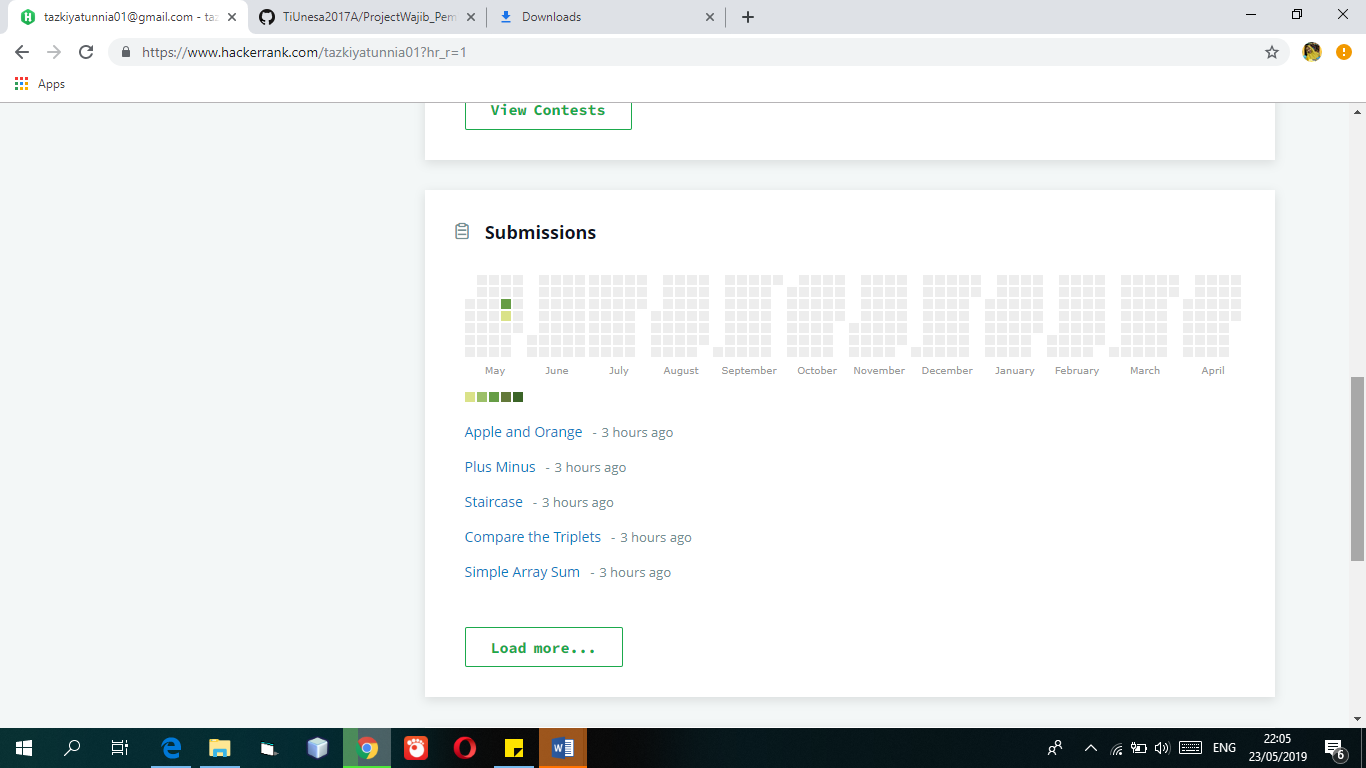 tazkiyatunnia01@gmail.com - taz
TiUnesa2017A/ProjectWajib_Pem
Downloads
https://www.hackerrank.com/tazkiyatunnia01?hr_r=1
Apps
View Contests
Submissions
May June July August September October November December January February March April
Apple and Orange - 3 hours ago
Plus Minus - 3 hours ago
Staircase - 3 hours ago
Compare the Triplets - 3 hours ago
Simple Array Sum - 3 hours ago
Load more...
ENG
22:05
23/05/2019
6